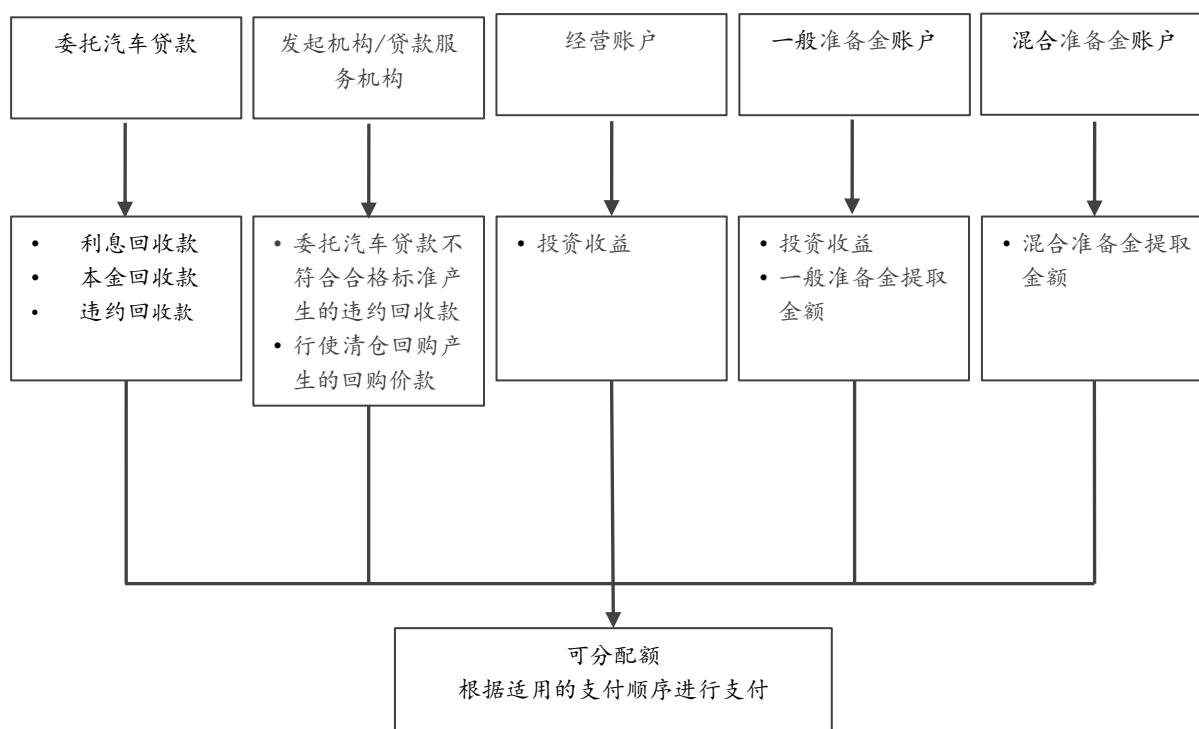 委托汽车贷款
发起机构/贷款服
务机构
经营账户
一般准备金账户
混合准备金账户
• 利息回收款
• 本金回收款
• 违约回收款
• 委托汽车贷款不
符合合格标准产
生的违约回收款
• 行使清仓回购产
生的回购价款
• 投资收益
• 投资收益
• 一般准备金提取
金额
• 混合准备金提取
金额
可分配额
根据适用的支付顺序进行支付